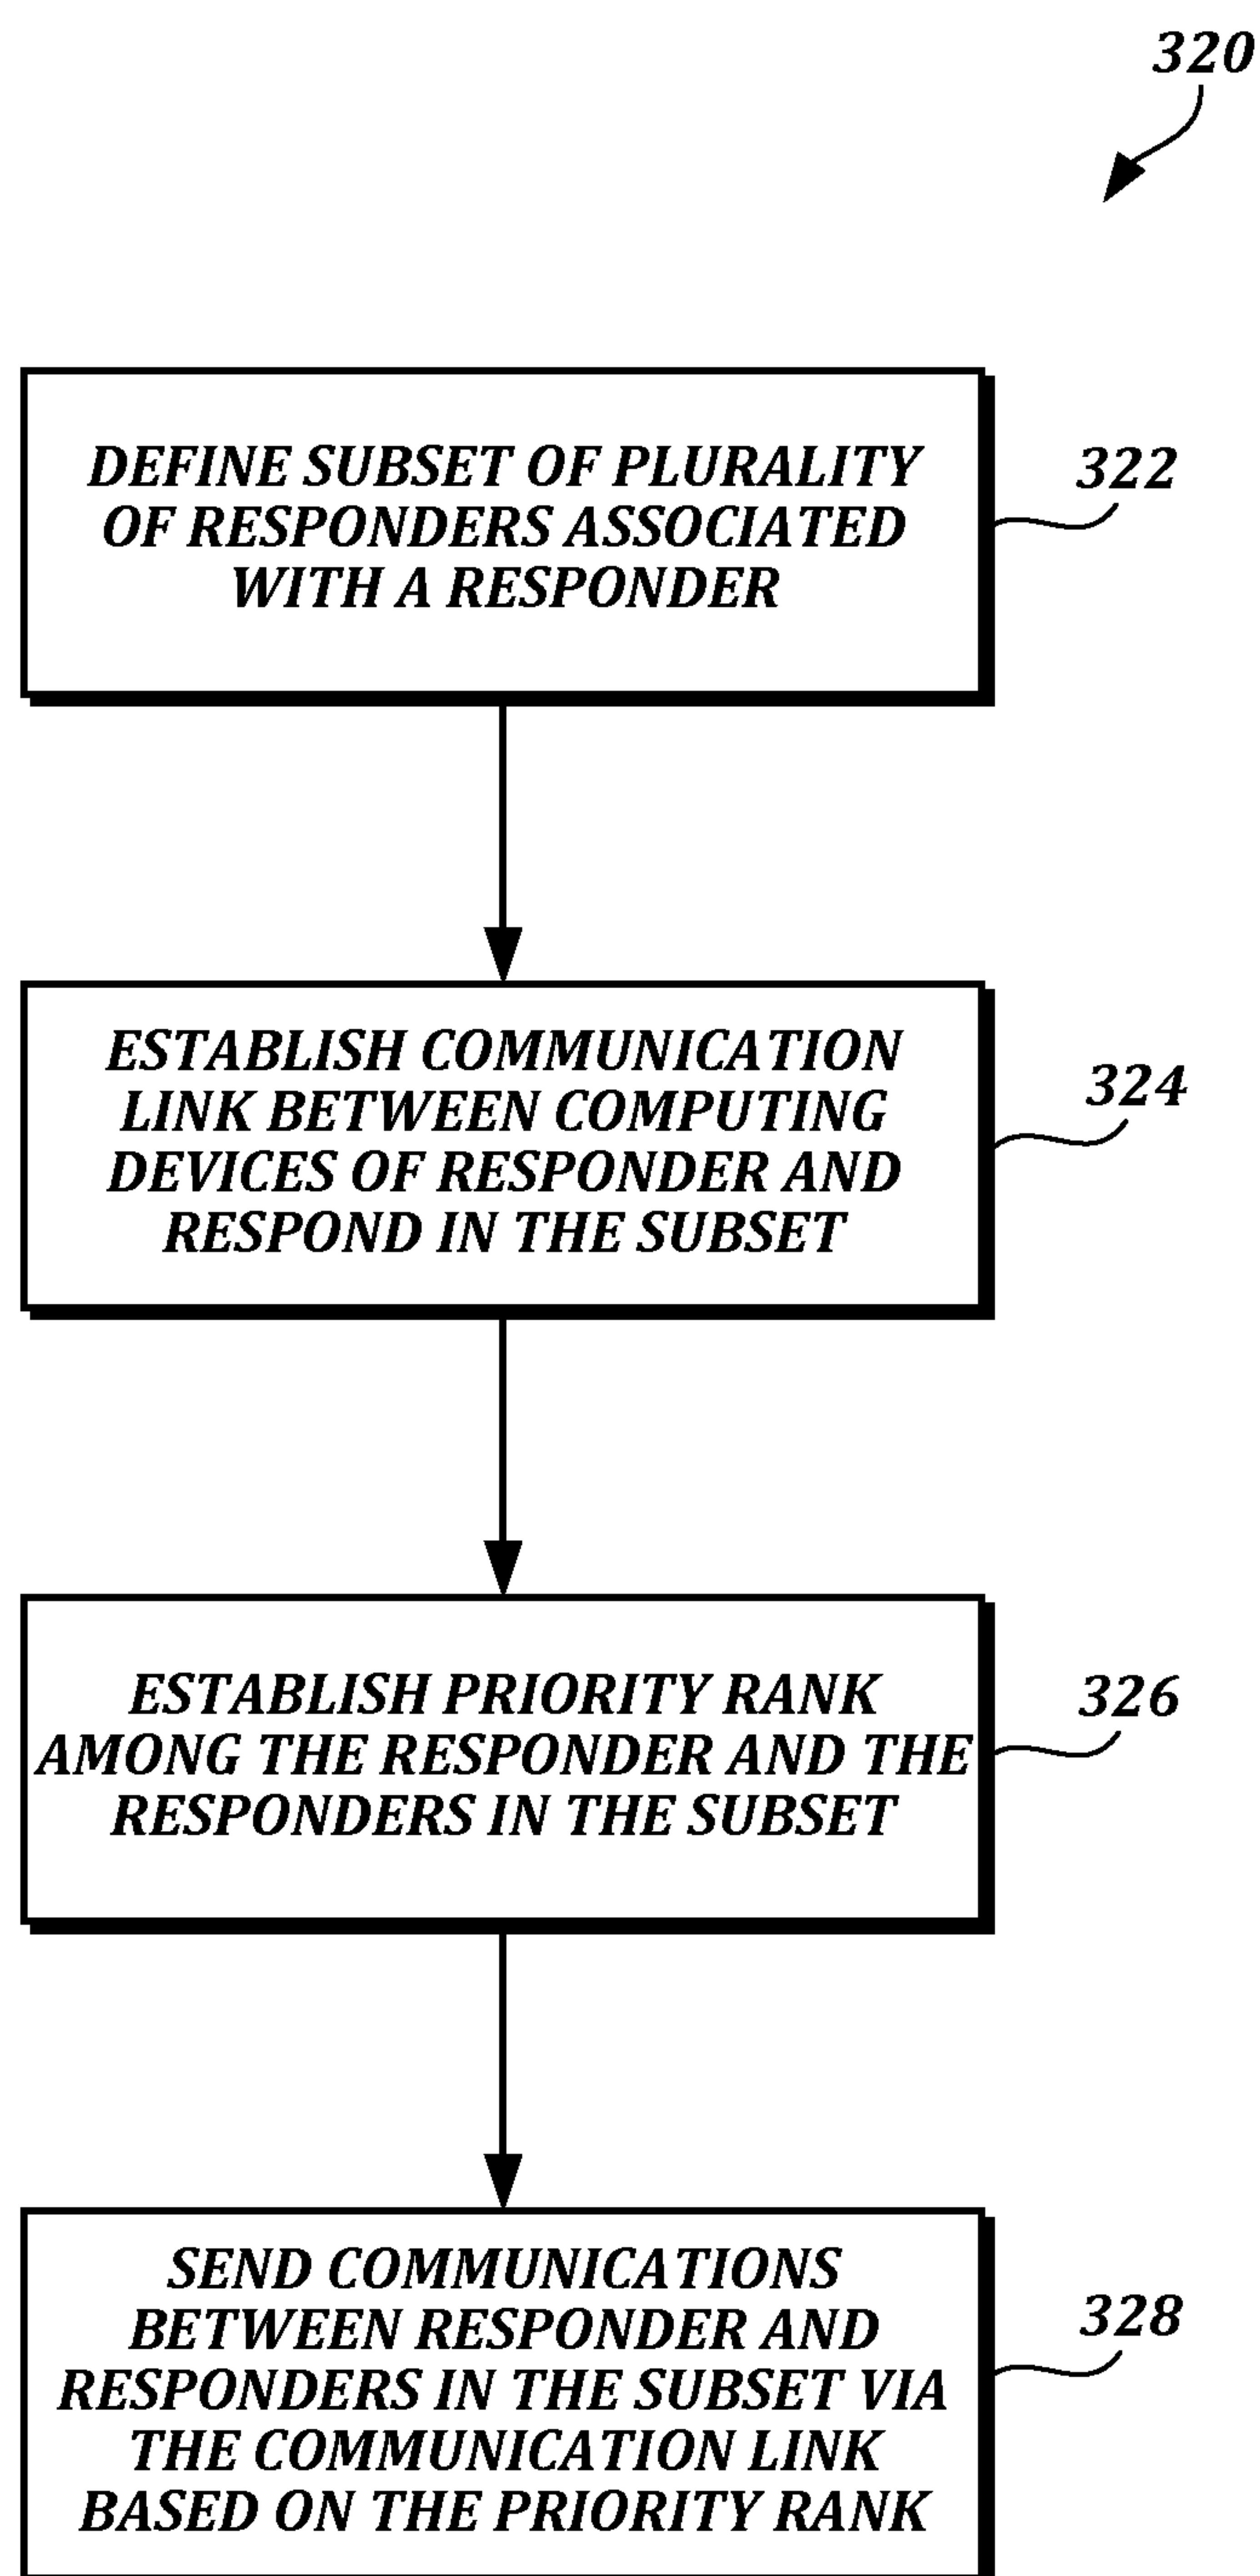 320
DEFINE SUBSET OF PLURALITY
OF RESPONDERS ASSOCIATED
WITH A RESPONDER
322
ESTABLISH COMMUNICATION
LINK BETWEEN COMPUTING
DEVICES OF RESPONDER AND
RESPOND IN THE SUBSET
324
ESTABLISH PRIORITY RANK
AMONG THE RESPONDER AND THE
RESPONDERS IN THE SUBSET
326
SEND COMMUNICATIONS
BETWEEN RESPONDER AND
RESPONDERS IN THE SUBSET VIA
THE COMMUNICATION LINK
BASED ON THE PRIORITY RANK
328